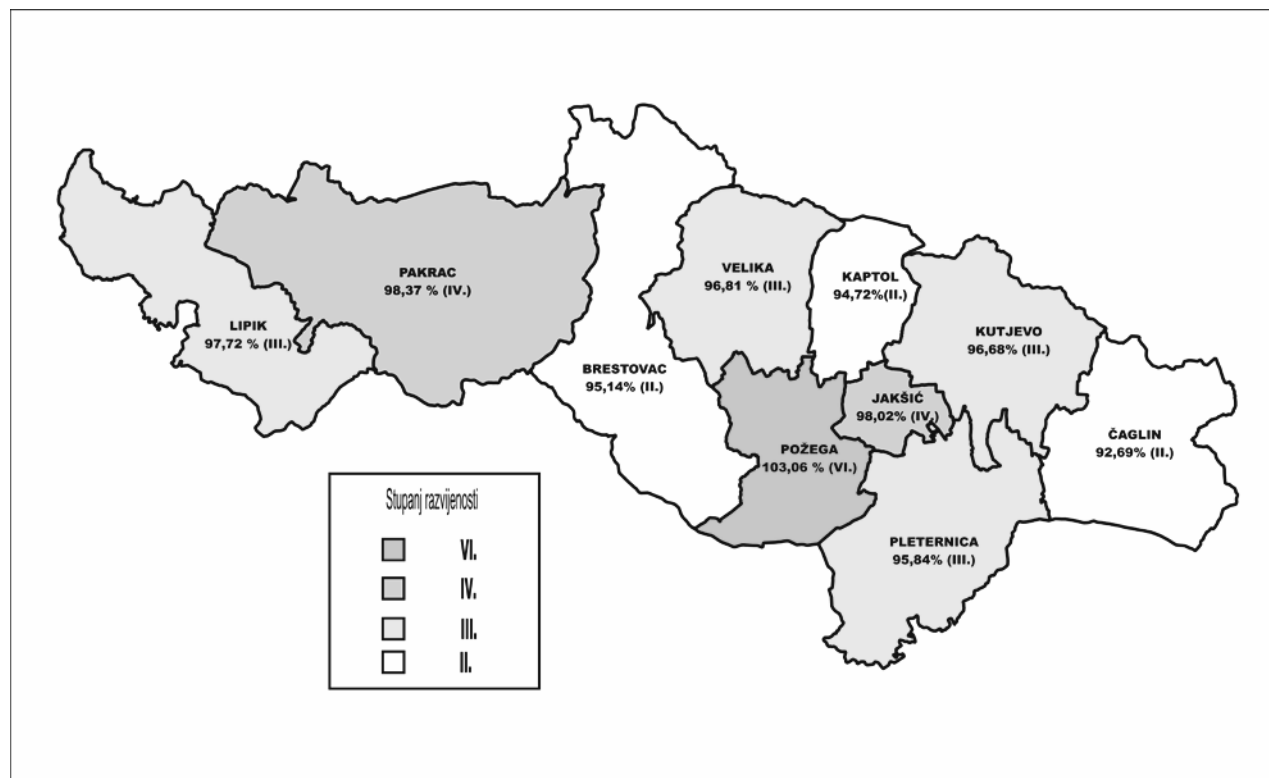 PAKRAC
98,37 % (IV.)
LIPIK
97,72 % (III.)
BRESTOVAC
95,14% (II.)
VELIKA
96,81 % (III.)
KAPTOL
94,72%(II.)
KUTJEVO
96,68% (III.)
JAKŠIĆ
98,02% (IV.)
POŽEGA
103,06 % (VI.)
ČAGLIN
92,69% (II.)
PLETERNICA
95,84% (III.)
Stupanj razvijenosti
VI.
IV.
III.
II.